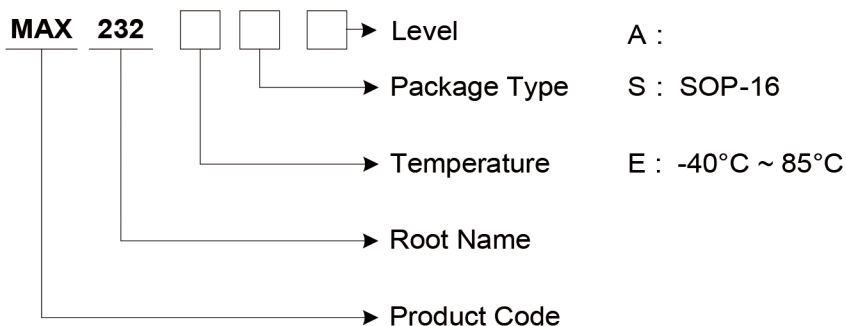 MAX 232 Level A :
Package Type S : SOP-16
Temperature E : -40°C ~ 85°C
Root Name
Product Code